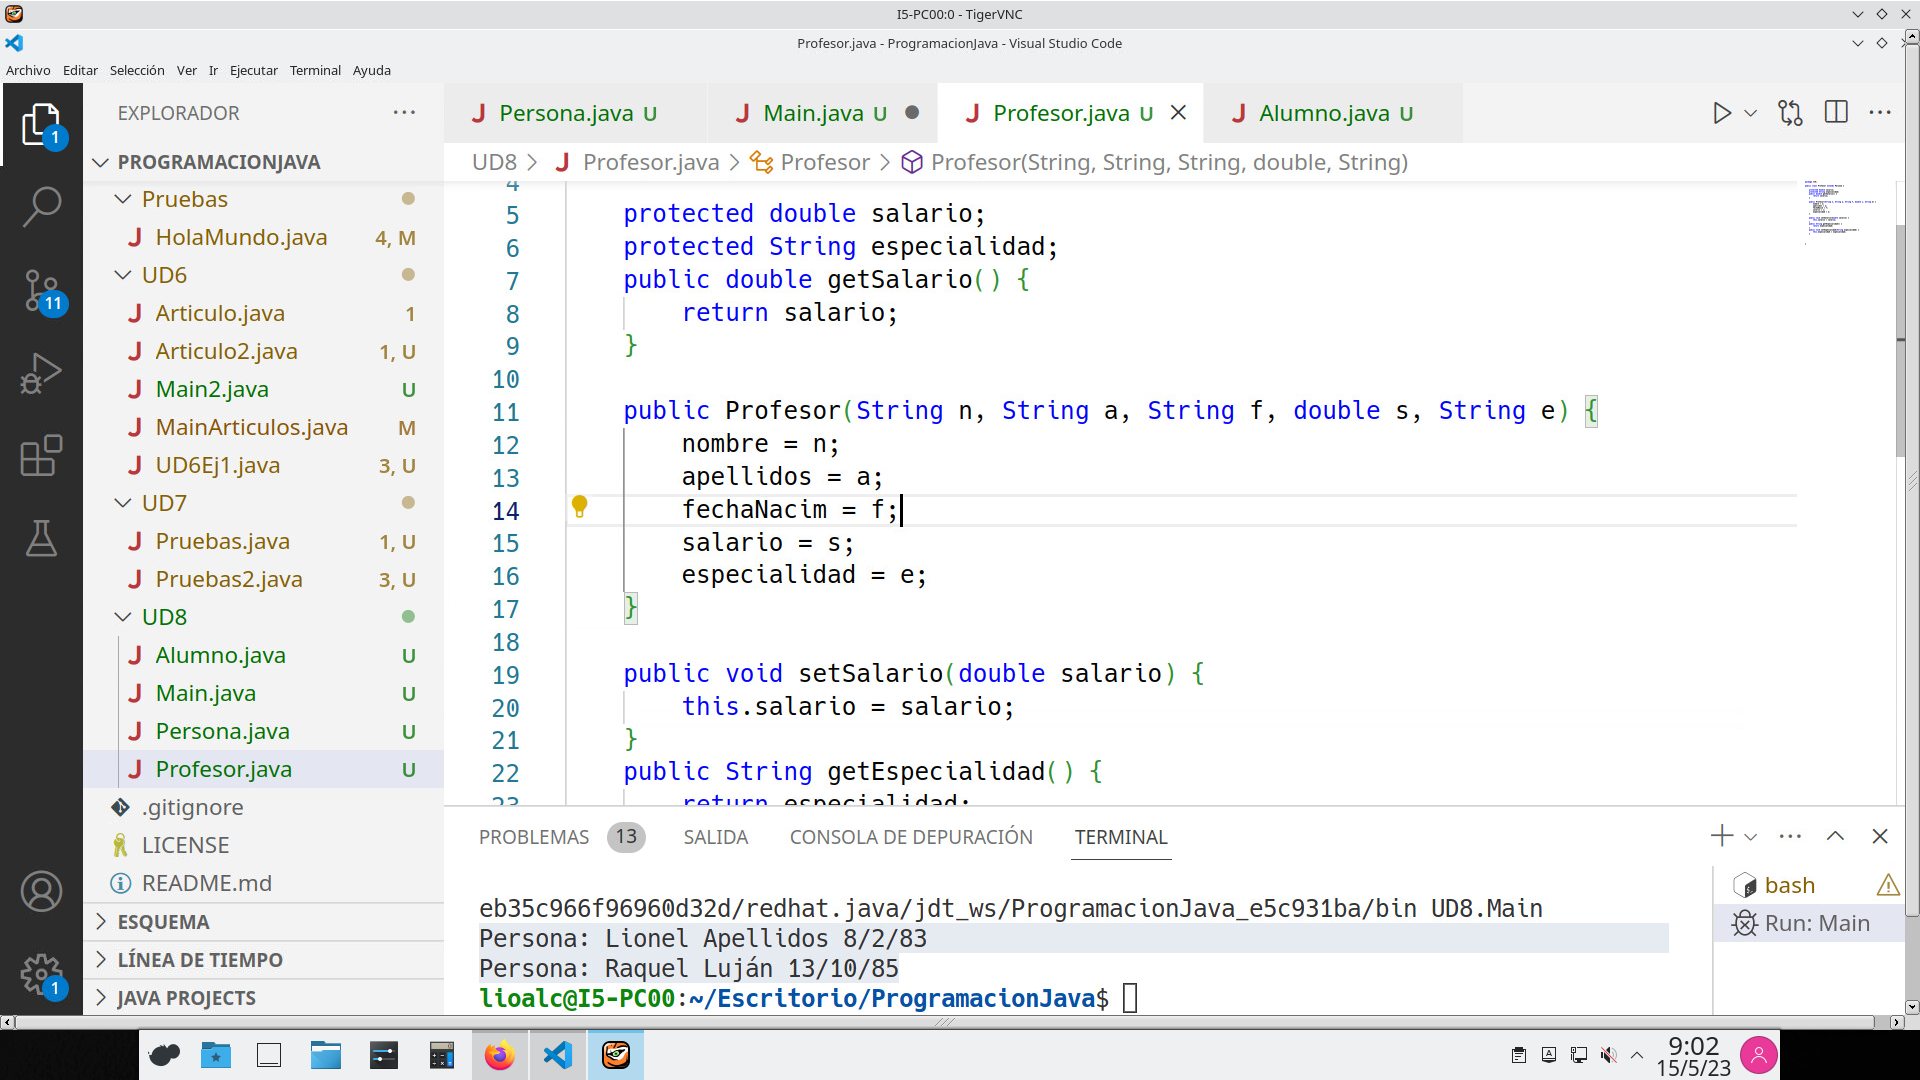 I5-PC00:0 - TigerVNC
Profesor.java - ProgramacionJava - Visual Studio Code
Archivo Editar Selección Ver Ir Ejecutar Terminal Ayuda
EXPLORADOR
Persona.java U Main.java U Profesor.java U Alumno.java U
PROGRAMACIONJAVA
UD8 > Profesor.java > Profesor > Profesor(String, String, String, double, String)
Pruebas
HolaMundo.java 4, M
UD6
Articulo.java 1
Articulo2.java 1, U
Main2.java U
MainArticulos.java M
UD6Ej1.java 3, U
UD7
Pruebas.java 1, U
Pruebas2.java 3, U
UD8
Alumno.java U
Main.java U
Persona.java U
Profesor.java U
.gitignore
LICENSE
README.md
ESQUEMA
LÍNEA DE TIEMPO
JAVA PROJECTS
1
11
1
4
5 protected double salario;
6 protected String especialidad;
7 public double getSalario() {
8 return salario;
9 }
10
11 public Profesor(String n, String a, String f, double s, String e) {
12 nombre = n;
13 apellidos = a;
14 fechaNacim = f;
15 salario = s;
16 especialidad = e;
17 }
18
19 public void setSalario(double salario) {
20 this.salario = salario;
21 }
22 public String getEspecialidad() {
23 return especialidad;
PROBLEMAS 13 SALIDA CONSOLA DE DEPURACIÓN TERMINAL
eb35c966f96960d32d/redhat.java/jdt_ws/ProgramacionJava_e5c931ba/bin UD8.Main
Persona: Lionel Apellidos 8/2/83
Persona: Raquel Luján 13/10/85
lioalc@I5-PC00:~/Escritorio/ProgramacionJava$
bash
Run: Main
9:02
15/5/23